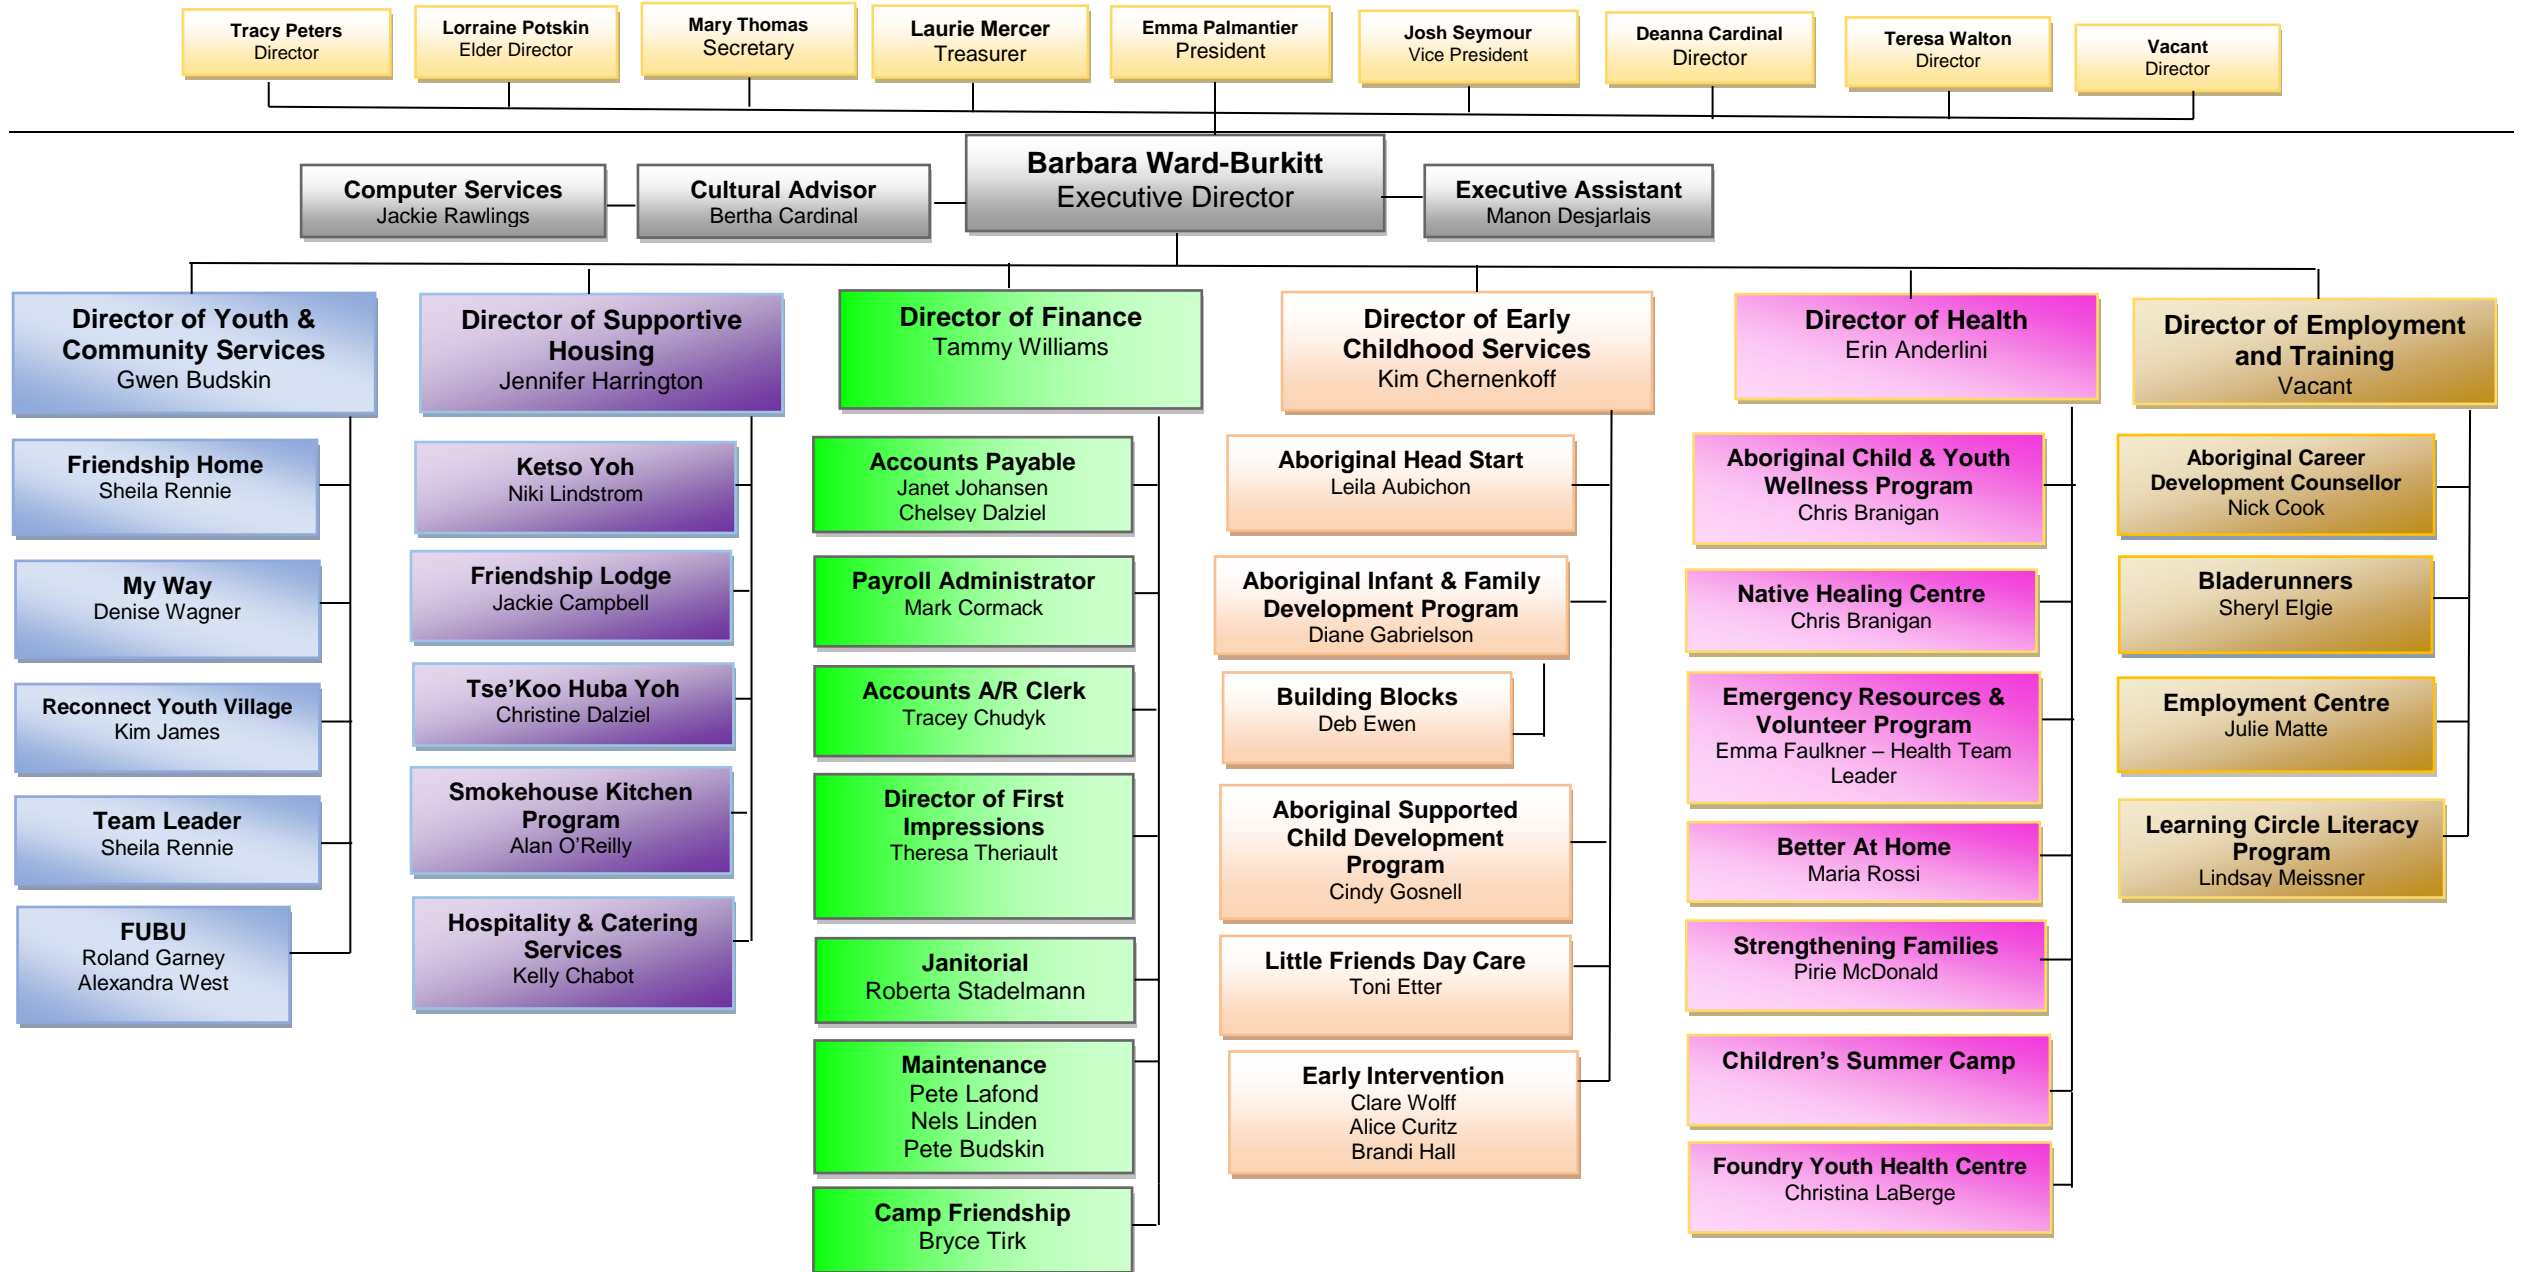 Tracy Peters
Director
Lorraine Potskin
Elder Director
Mary Thomas
Secretary
Laurie Mercer
Treasurer
Emma Palmantier
President
Josh Seymour
Vice President
Deanna Cardinal
Director
Teresa Walton
Director
Vacant
Director
Computer Services
Jackie Rawlings
Cultural Advisor
Bertha Cardinal
Barbara Ward-Burkitt
Executive Director
Executive Assistant
Manon Desjarlais
Director of Youth &
Community Services
Gwen Budskin
Friendship Home
Sheila Rennie
My Way
Denise Wagner
Reconnect Youth Village
Kim James
Team Leader
Sheila Rennie
FUBU
Roland Garney
Alexandra West
Director of Supportive
Housing
Jennifer Harrington
Ketso Yoh
Niki Lindstrom
Friendship Lodge
Jackie Campbell
Tse’Koo Huba Yoh
Christine Dalziel
Smokehouse Kitchen
Program
Alan O’Reilly
Hospitality & Catering
Services
Kelly Chabot
Director of Finance
Tammy Williams
Accounts Payable
Janet Johansen
Chelsey Dalziel
Payroll Administrator
Mark Cormack
Accounts A/R Clerk
Tracey Chudyk
Director of First
Impressions
Theresa Theriault
Janitorial
Roberta Stadelmann
Maintenance
Pete Lafond
Nels Linden
Pete Budskin
Camp Friendship
Bryce Tirk
Director of Early
Childhood Services
Kim Chernenkoff
Aboriginal Head Start
Leila Aubichon
Aboriginal Infant & Family
Development Program
Diane Gabrielson
Building Blocks
Deb Ewen
Aboriginal Supported
Child Development
Program
Cindy Gosnell
Little Friends Day Care
Toni Etter
Early Intervention
Clare Wolff
Alice Curitz
Brandi Hall
Director of Health
Erin Anderlini
Aboriginal Child & Youth
Wellness Program
Chris Branigan
Native Healing Centre
Chris Branigan
Emergency Resources &
Volunteer Program
Emma Faulkner – Health Team
Leader
Better At Home
Maria Rossi
Strengthening Families
Pirie McDonald
Children’s Summer Camp
Foundry Youth Health Centre
Christina LaBerge
Director of Employment
and Training
Vacant
Aboriginal Career
Development Counsellor
Nick Cook
Bladerunners
Sheryl Elgie
Employment Centre
Julie Matte
Learning Circle Literacy
Program
Lindsay Meissner